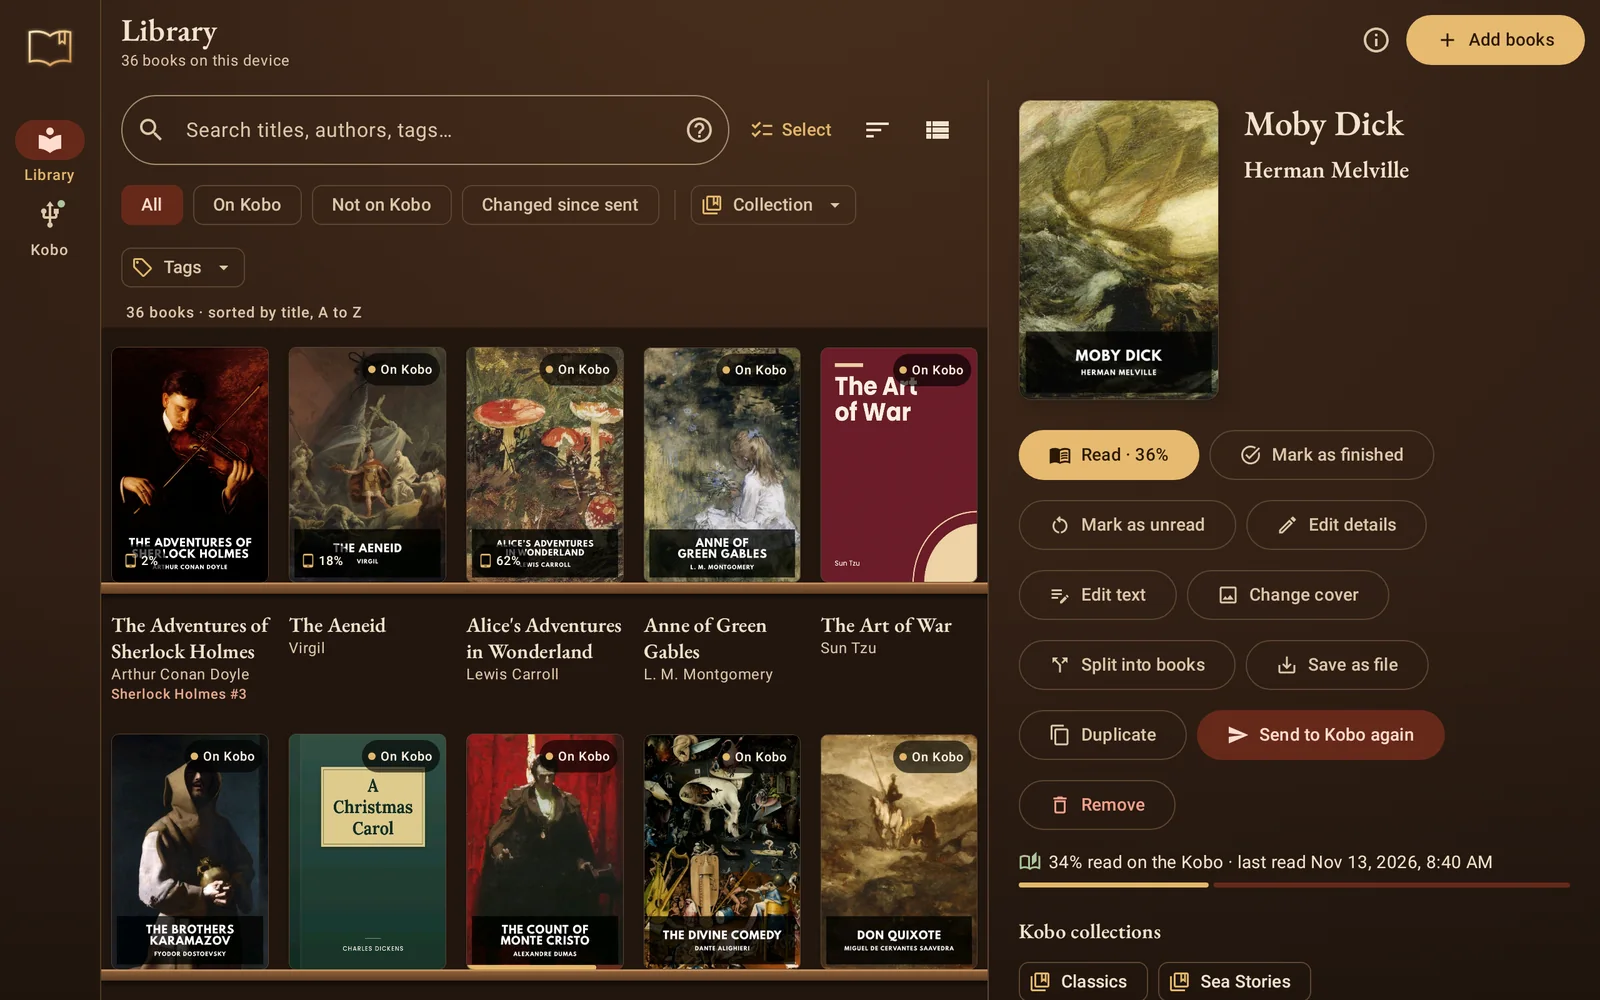 Library
36 books on this device
Add books
Library
Kobo
Search titles, authors, tags...
Select
All
On Kobo
Not on Kobo
Changed since sent
Collection
Tags
36 books · sorted by title, A to Z
THE ADVENTURES OF
SHERLOCK HOLMES
ARTHUR CONAN DOYLE
2%
On Kobo
THE AENEID
VIRGIL
18%
On Kobo
ALICE'S ADVENTURES
IN WONDERLAND
LEWIS CARROLL
62%
On Kobo
ANNE OF
GREEN GABLES
L. M. MONTGOMERY
On Kobo
The Art
of War
Sun Tzu
The Adventures of
Sherlock Holmes
Arthur Conan Doyle
Sherlock Holmes #3
The Aeneid
Virgil
Alice's Adventures
in Wonderland
Lewis Carroll
Anne of Green
Gables
L. M. Montgomery
The Art of War
Sun Tzu
On Kobo
THE BROTHERS
KARAMAZOV
FYODOR DOSTOEVSKY
On Kobo
A
Christmas
Carol
CHARLES DICKENS
On Kobo
THE COUNT OF
MONTE CRISTO
ALEXANDRE DUMAS
On Kobo
THE DIVINE COMEDY
DANTE ALIGHIERI
On Kobo
DON QUIXOTE
MIGUEL DE CERVANTES SAAVEDRA
MOBY DICK
HERMAN MELVILLE
Moby Dick
Herman Melville
Read · 36%
Mark as finished
Mark as unread
Edit details
Edit text
Change cover
Split into books
Save as file
Duplicate
Send to Kobo again
Remove
34% read on the Kobo · last read Nov 13, 2026, 8:40 AM
Kobo collections
Classics
Sea Stories